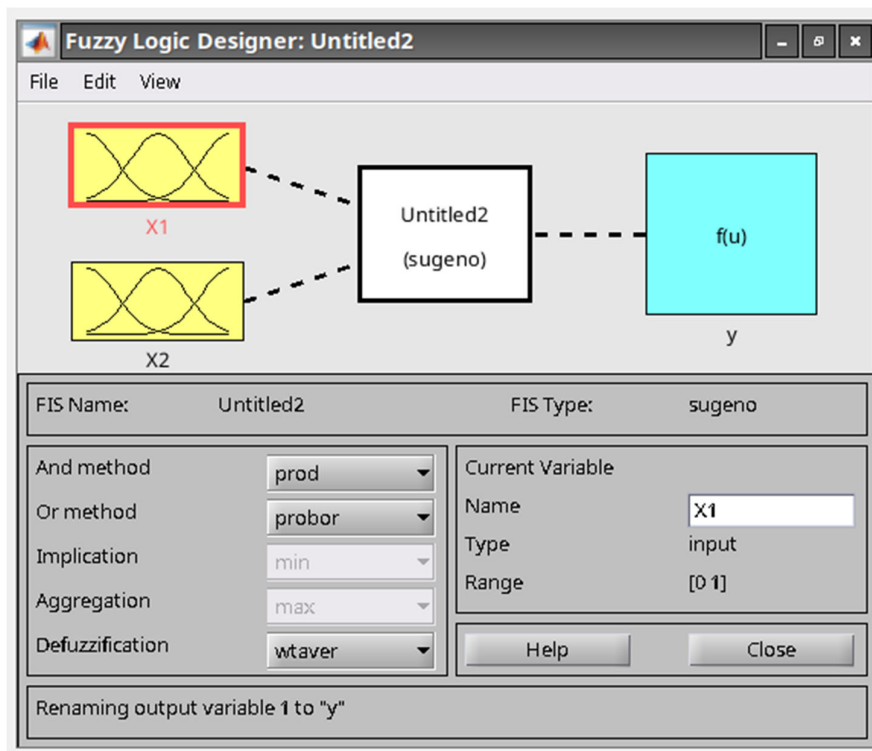 Fuzzy Logic Designer: Untitled2
File Edit View
X1
X2
Untitled2
(sugeno)
f(u)
y
FIS Name: Untitled2 FIS Type: sugeno
And method prod
Or method probor
Implication min
Aggregation max
Defuzzification wtaver
Current Variable
Name X1
Type input
Range [0 1]
Help Close
Renaming output variable 1 to "y"